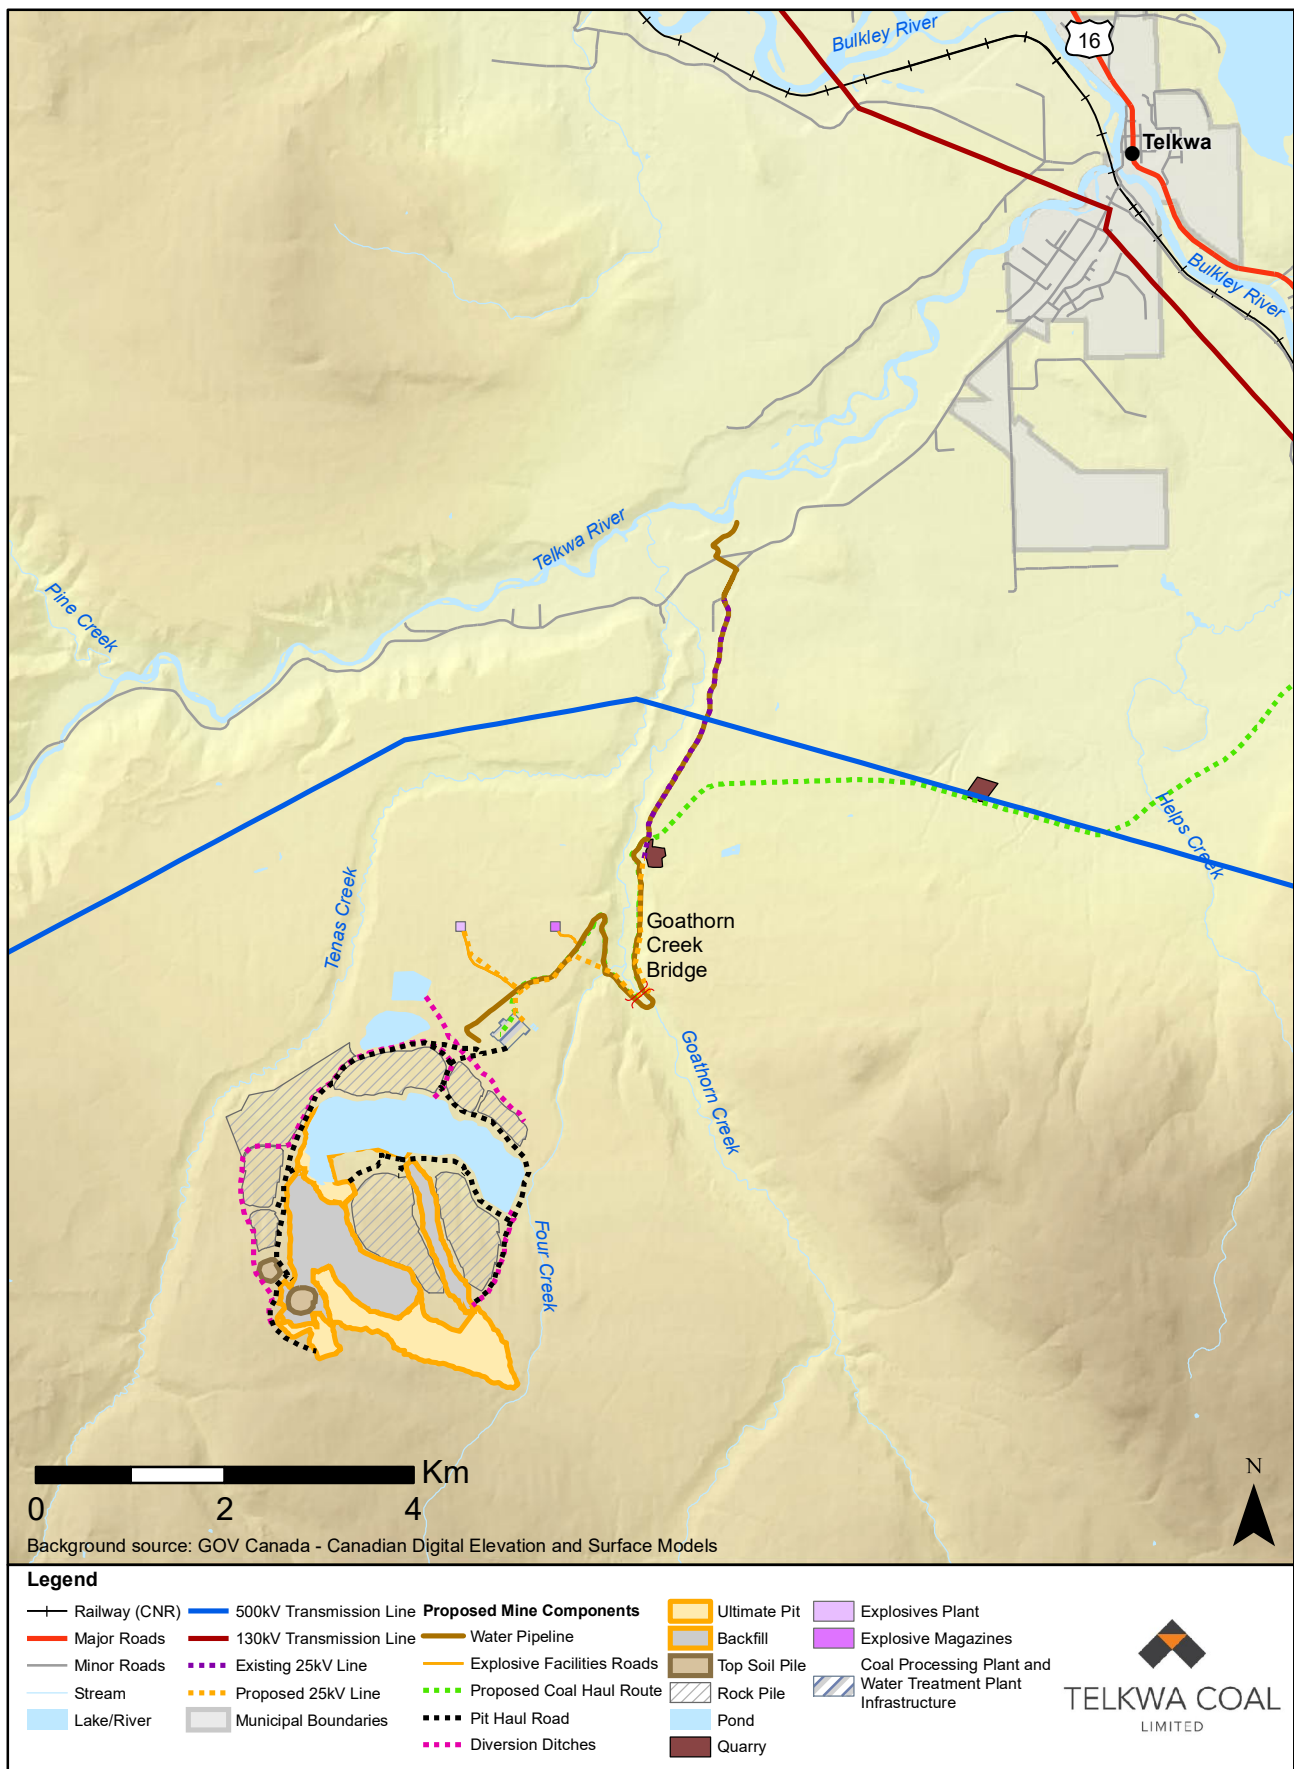 Bulkley River
16
Telkwa
Bulkley River
Telkwa River
Pine Creek
Helps Creek
Tenas Creek
Goathorn
Creek
Bridge
Goathorn Creek
Four Creek
Km
0 2 4
N
Background source: GOV Canada - Canadian Digital Elevation and Surface Models
Legend
Railway (CNR)
Major Roads
Minor Roads
Stream
Lake/River
500kV Transmission Line
130kV Transmission Line
Existing 25kV Line
Proposed 25kV Line
Municipal Boundaries
Proposed Mine Components
Water Pipeline
Explosive Facilities Roads
Proposed Coal Haul Route
Pit Haul Road
Diversion Ditches
Ultimate Pit
Backfill
Top Soil Pile
Rock Pile
Pond
Quarry
Explosives Plant
Explosive Magazines
Coal Processing Plant and
Water Treatment Plant
Infrastructure
TELKWA COAL
LIMITED